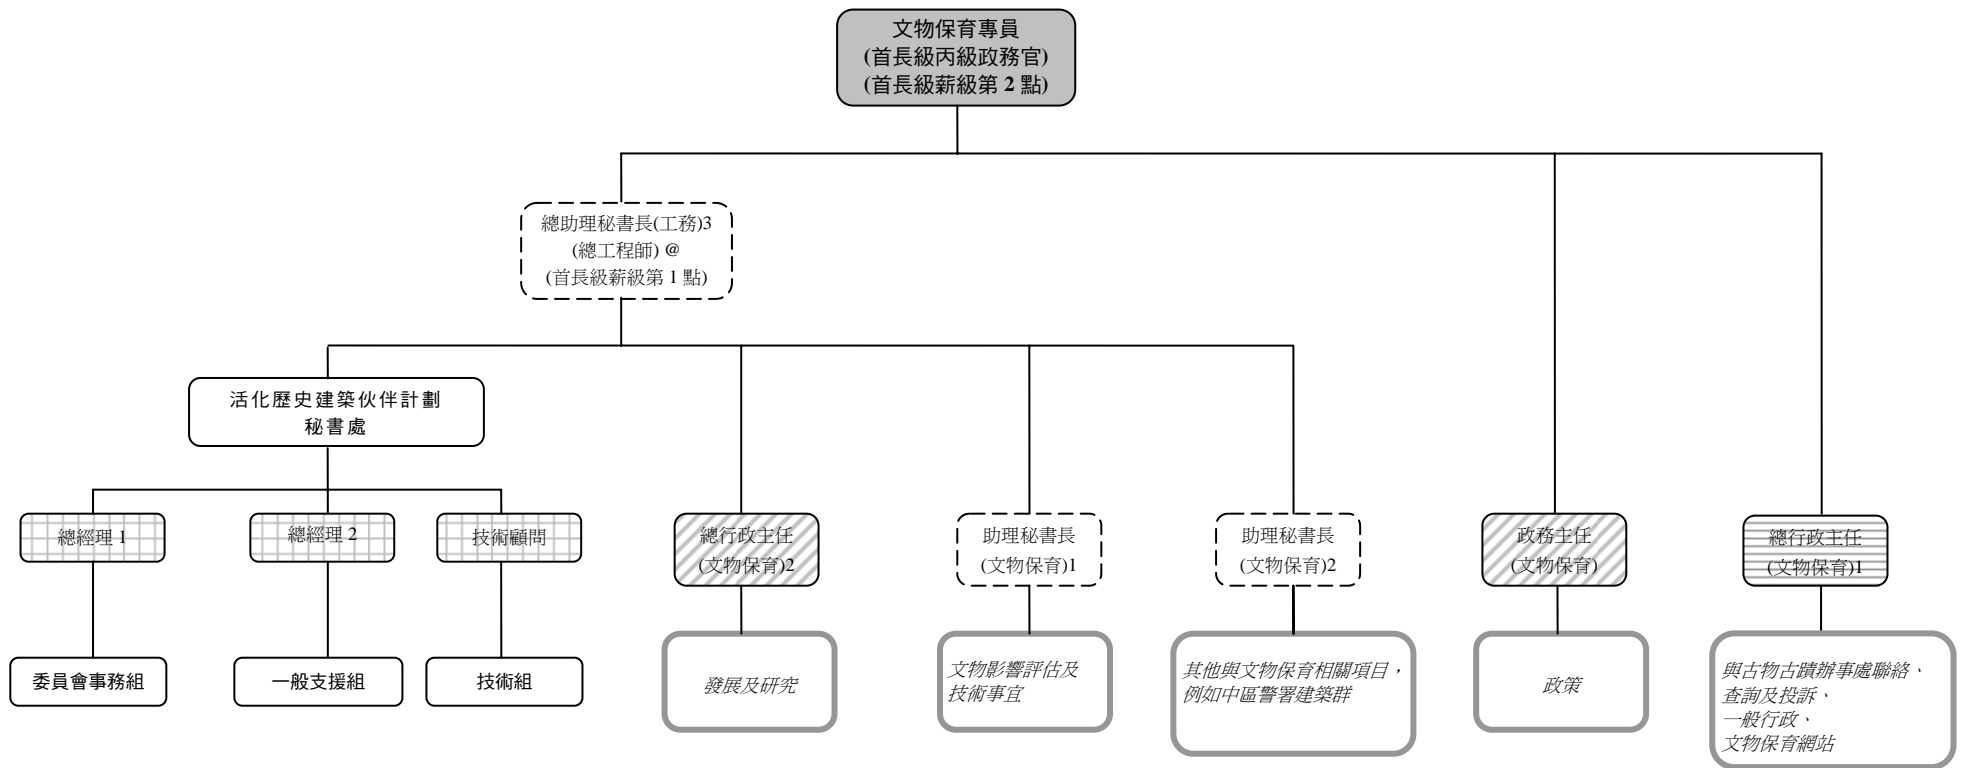 文物保育專員
(首長級丙級政務官)
(首長級薪級第 2 點)
總助理秘書長(工務)3
(總工程師) @
(首長級薪級第 1 點)
活化歷史建築伙伴計劃
秘書處
總經理 1
總經理 2
技術顧問
總行政主任
(文物保育)2
助理秘書長
(文物保育)1
助理秘書長
(文物保育)2
政務主任
(文物保育)
總行政主任
(文物保育)1
委員會事務組
一般支援組
技術組
發展及研究
文物影響評估及
技術事宜
其他與文物保育相關項目，
例如中區警署建築群
政策
與古物古蹟辦事處聯絡、
查詢及投訴、
一般行政、
文物保育網站